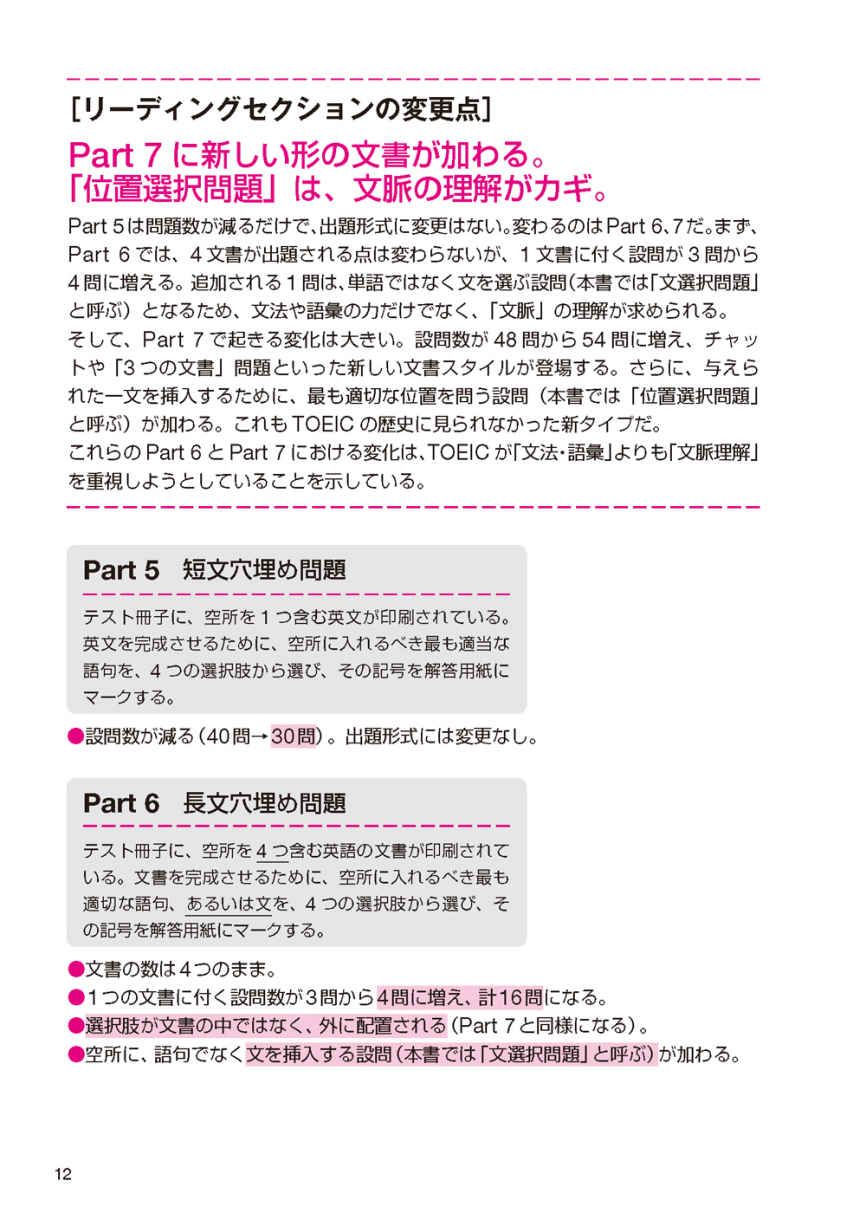 ［リーディングセクションの変更点］
Part 7 に新しい形の文書が加わる。
「位置選択問題」は、文脈の理解がカギ。
Part 5は問題数が減るだけで、出題形式に変更はない。変わるのはPart 6、7だ。まず、
Part 6 では、4 文書が出題される点は変わらないが、1 文書に付く設問が 3 問から
4問に増える。追加される 1 問は、単語ではなく文を選ぶ設問（本書では「文選択問題」
と呼ぶ）となるため、文法や語彙の力だけでなく、「文脈」の理解が求められる。
そして、Part 7 で起きる変化は大きい。設問数が 48 問から 54 問に増え、チャッ
トや「3 つの文書」問題といった新しい文書スタイルが登場する。さらに、与えら
れた一文を挿入するために、最も適切な位置を問う設問（本書では「位置選択問題」
と呼ぶ）が加わる。これも TOEIC の歴史に見られなかった新タイプだ。
これらの Part 6 と Part 7 における変化は、TOEIC が「文法・語彙」よりも「文脈理解」
を重視しようとしていることを示している。
Part 5　短文穴埋め問題
テスト冊子に、空所を 1 つ含む英文が印刷されている。
英文を完成させるために、空所に入れるべき最も適当な
語句を、4 つの選択肢から選び、その記号を解答用紙に
マークする。
●設問数が減る（40問→30問）。出題形式には変更なし。
Part 6　長文穴埋め問題
テスト冊子に、空所を 4 つ含む英語の文書が印刷されて
いる。文書を完成させるために、空所に入れるべき最も
適切な語句、あるいは文を、4 つの選択肢から選び、そ
の記号を解答用紙にマークする。
●文書の数は4つのまま。
●1つの文書に付く設問数が3問から4問に増え、計16問になる。
●選択肢が文書の中ではなく、外に配置される（Part 7と同様になる）。
●空所に、語句でなく文を挿入する設問（本書では「文選択問題」と呼ぶ）が加わる。
12